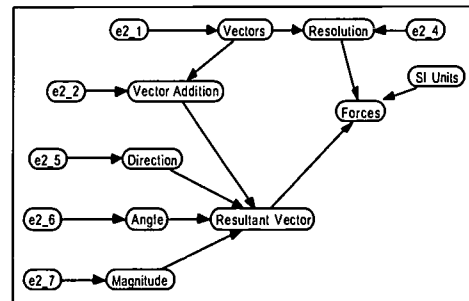 e2_1
Vectors
Resolution
e2_4
SI Units
e2_2
Vector Addition
Forces
e2_5
Direction
e2_6
Angle
Resultant Vector
e2_7
Magnitude